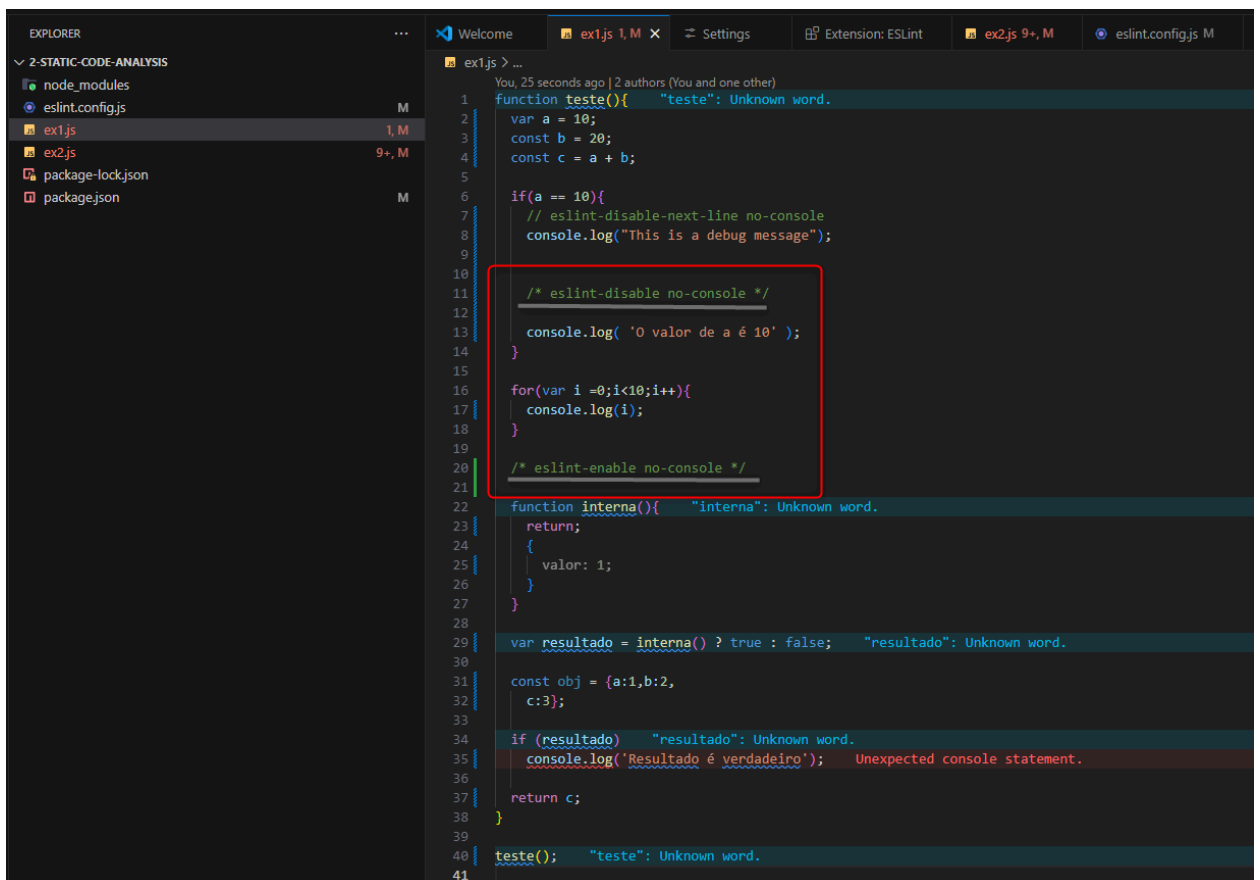 EXPLORER ...
2-STATIC-CODE-ANALYSIS
node_modules
eslint.config.js M
ex1.js 1, M
ex2.js 9+, M
package-lock.json
package.json M
Welcome ex1.js 1, M Settings Extension: ESLint ex2.js 9+, M eslint.config.js M
ex1.js > ...
You, 25 seconds ago | 2 authors (You and one other)
1 function teste(){ "teste": Unknown word.
2 var a = 10;
3 const b = 20;
4 const c = a + b;
5
6 if(a == 10){
7 // eslint-disable-next-line no-console
8 console.log("This is a debug message");
9
10
11 /* eslint-disable no-console */
12
13 console.log( 'O valor de a é 10' );
14 }
15
16 for(var i =0;i<10;i++){
17 console.log(i);
18 }
19
20 /* eslint-enable no-console */
21
22 function interna(){ "interna": Unknown word.
23 return;
24 {
25 valor: 1;
26 }
27 }
28
29 var resultado = interna() ? true : false; "resultado": Unknown word.
30
31 const obj = {a:1,b:2,
32 c:3};
33
34 if (resultado) "resultado": Unknown word.
35 console.log('Resultado é verdadeiro'); Unexpected console statement.
36
37 return c;
38 }
39
40 teste(); "teste": Unknown word.
41